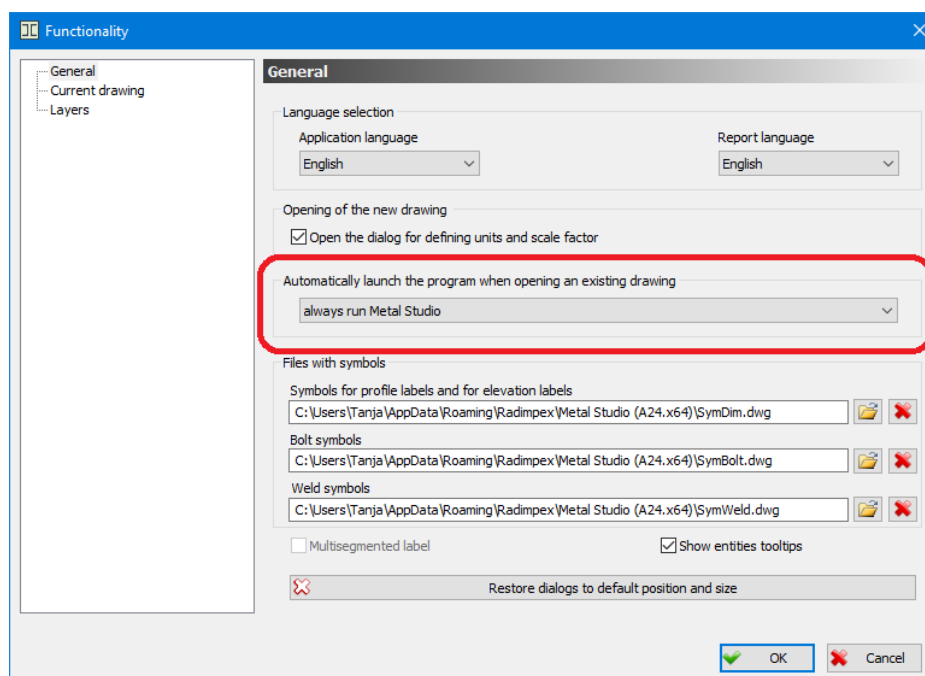 Functionality
General
Current drawing
Layers
General
Language selection
Application language
Report language
English
English
Opening of the new drawing
Open the dialog for defining units and scale factor
Automatically launch the program when opening an existing drawing
always run Metal Studio
Files with symbols
Symbols for profile labels and for elevation labels
C:\Users\Tanja\AppData\Roaming\Radimpex\Metal Studio (A24.x64)\SymDim.dwg
Bolt symbols
C:\Users\Tanja\AppData\Roaming\Radimpex\Metal Studio (A24.x64)\SymBolt.dwg
Weld symbols
C:\Users\Tanja\AppData\Roaming\Radimpex\Metal Studio (A24.x64)\SymWeld.dwg
Multisegmented label
Show entities tooltips
Restore dialogs to default position and size
OK
Cancel